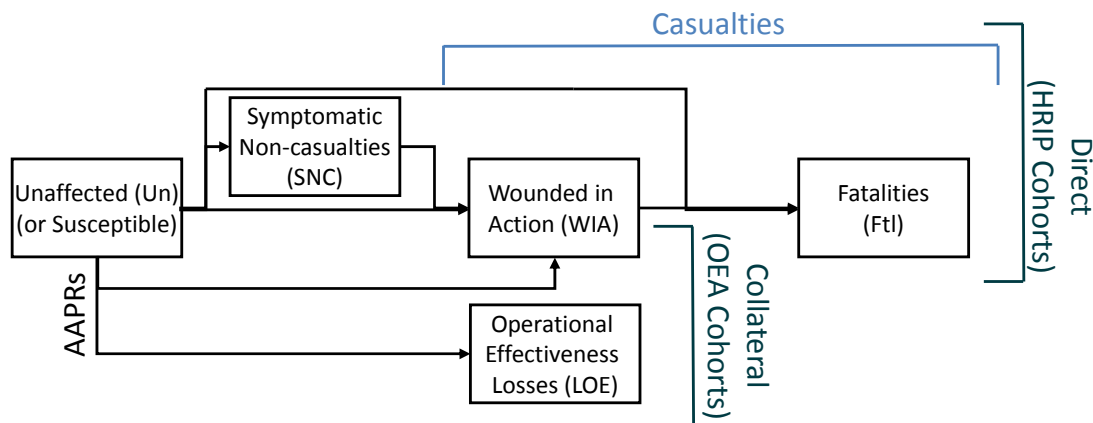 Casualties
Symptomatic
Non-casualties
(SNC)
Unaffected (Un)
(or Susceptible)
Wounded in
Action (WIA)
Fatalities
(Ftl)
Direct
(HRIP Cohorts)
AAPRs
Operational
Effectiveness
Losses (LOE)
Collateral
(OEA Cohorts)